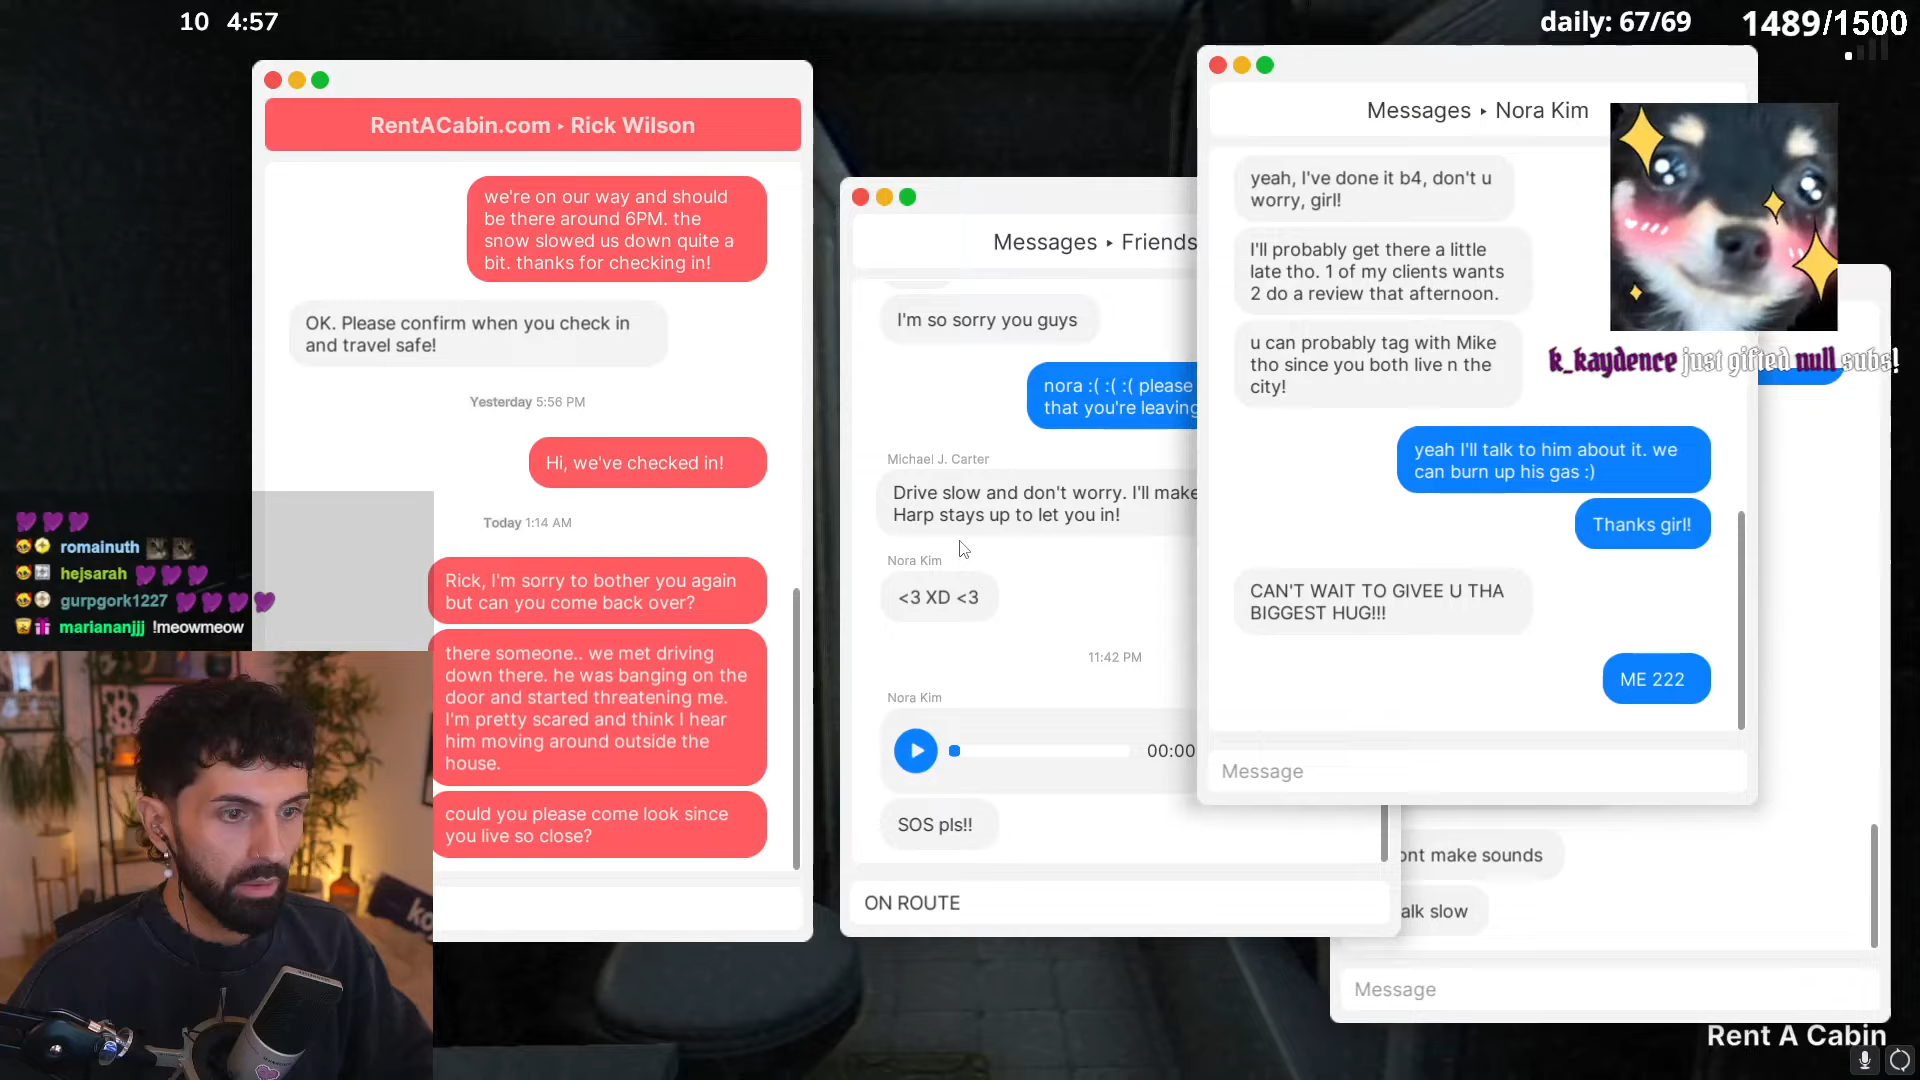 10 4:57
daily: 67/69
1489/1500
RentACabin.com ▸ Rick Wilson
we're on our way and should
be there around 6PM. the
snow slowed us down quite a
bit. thanks for checking in!
OK. Please confirm when you check in
and travel safe!
Yesterday 5:56 PM
Hi, we've checked in!
Today 1:14 AM
Rick, I'm sorry to bother you again
but can you come back over?
there someone.. we met driving
down there. he was banging on the
door and started threatening me.
I'm pretty scared and think I hear
him moving around outside the
house.
could you please come look since
you live so close?
romainuth
hejsarah
gurpgork1227
mariananjjj !meowmeow
Messages ▸ Friends
I'm so sorry you guys
nora :( :( :( please
that you're leaving
Michael J. Carter
Drive slow and don't worry. I'll make
Harp stays up to let you in!
Nora Kim
<3 XD <3
11:42 PM
Nora Kim
00:00
SOS pls!!
ON ROUTE
Messages ▸ Nora Kim
yeah, I've done it b4, don't u
worry, girl!
I'll probably get there a little
late tho. 1 of my clients wants
2 do a review that afternoon.
u can probably tag with Mike
tho since you both live n the
city!
yeah I'll talk to him about it. we
can burn up his gas :)
Thanks girl!
CAN'T WAIT TO GIVEE U THA
BIGGEST HUG!!!
ME 222
Message
k_kaydence just gifted null subs!
ont make sounds
alk slow
Message
Rent A Cabin